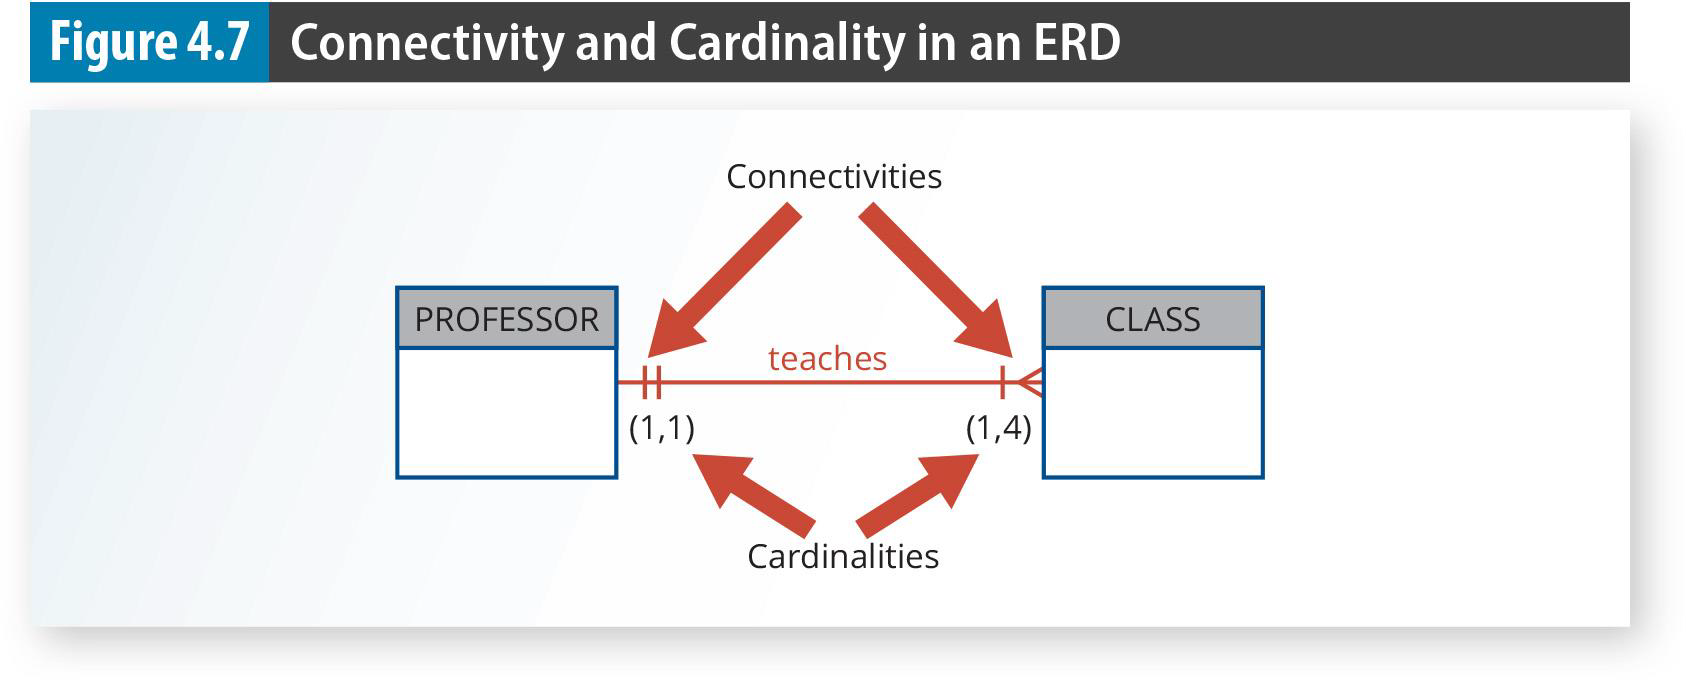 Figure 4.7 Connectivity and Cardinality in an ERD
Connectivities
PROFESSOR
CLASS
teaches
(1,1)
(1,4)
Cardinalities